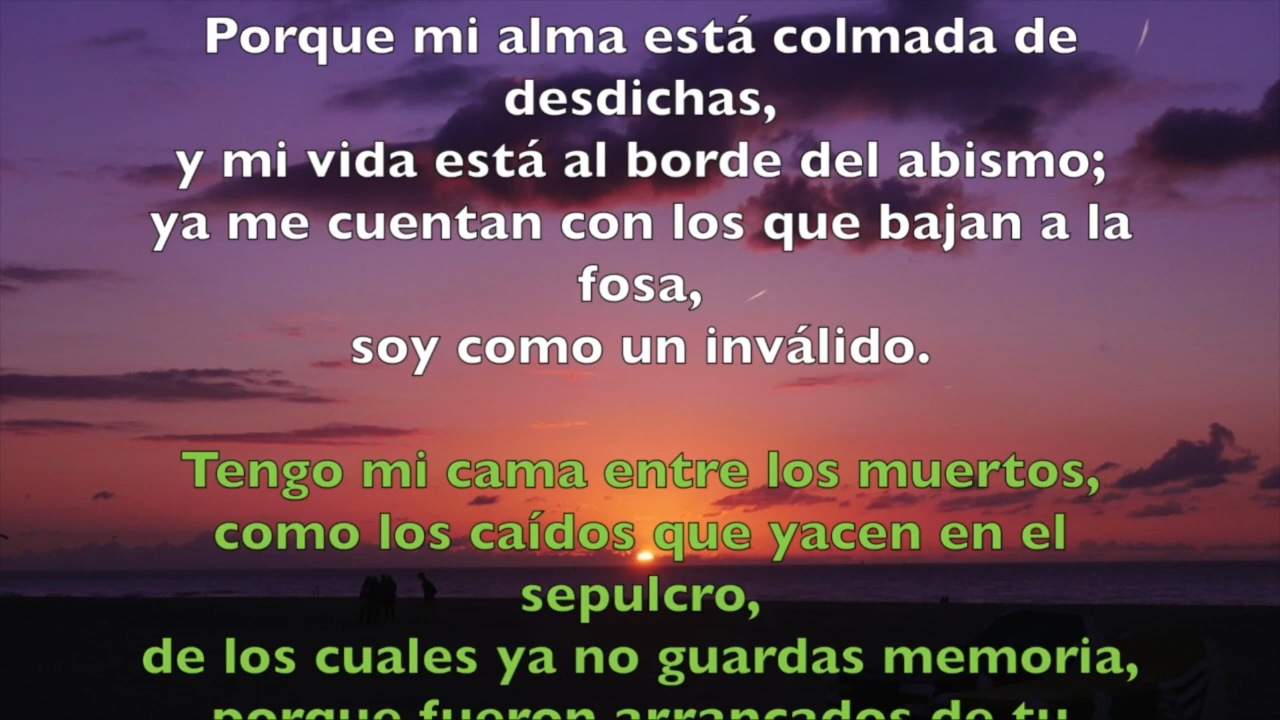 Porque mi alma está colmada de
desdichas,
y mi vida está al borde del abismo;
ya me cuentan con los que bajan a la
fosa,
soy como un inválido.
Tengo mi cama entre los muertos,
como los caídos que yacen en el
sepulcro,
de los cuales ya no guardas memoria,
porque fueron arrancados de tu